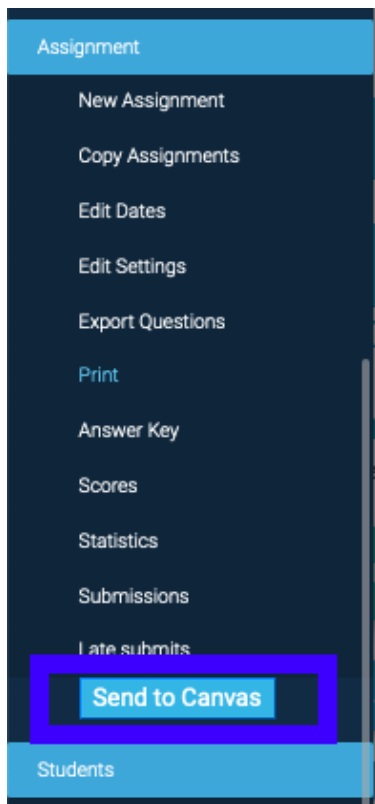 Assignment
New Assignment
Copy Assignments
Edit Dates
Edit Settings
Export Questions
Print
Answer Key
Scores
Statistics
Submissions
Late submits
Send to Canvas
Students